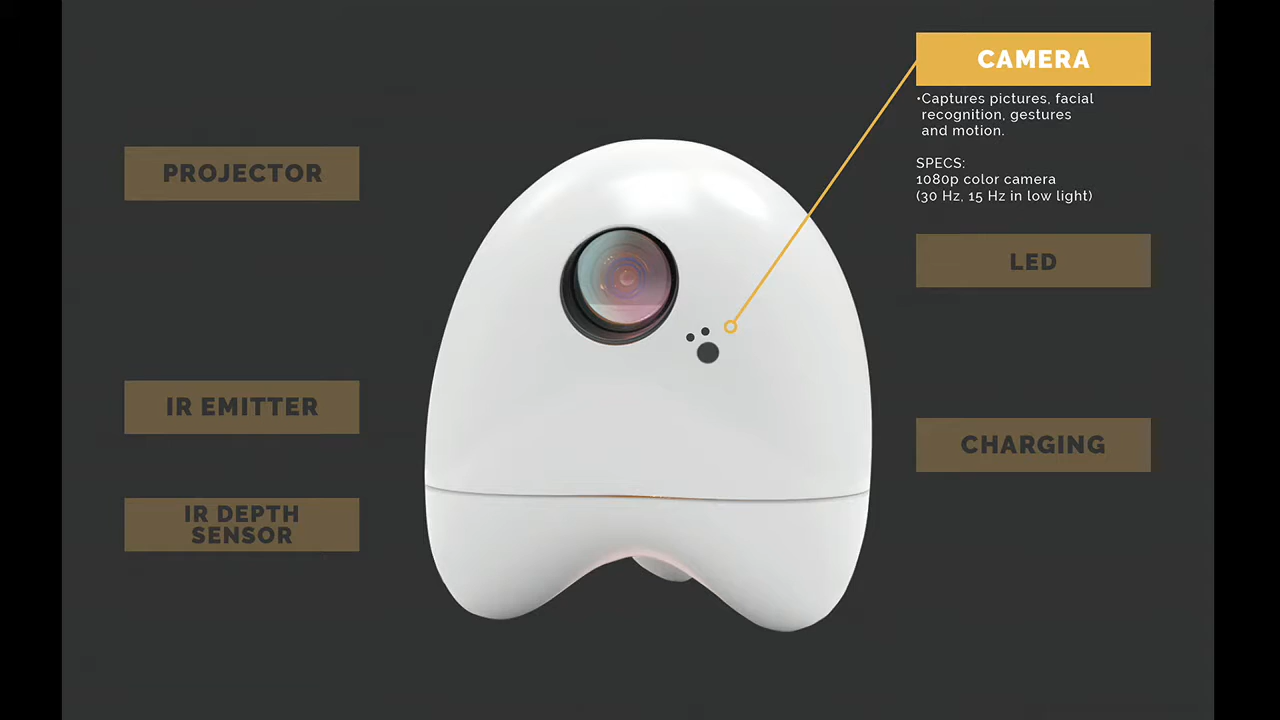 CAMERA
•Captures pictures, facial
recognition, gestures
and motion.
SPECS:
1080p color camera
(30 Hz, 15 Hz in low light)
PROJECTOR
LED
IR EMITTER
CHARGING
IR DEPTH
SENSOR